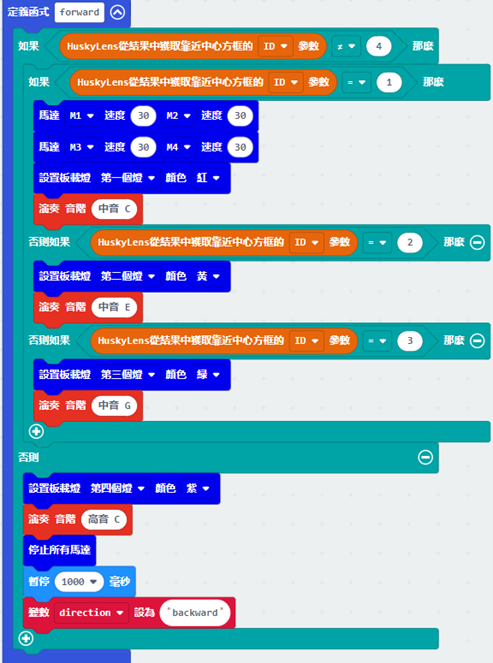 定義函式 forward
如果 HuskyLens從結果中獲取靠近中心方框的 ID 參數 ≠ 4 那麼
如果 HuskyLens從結果中獲取靠近中心方框的 ID 參數 = 1 那麼
馬達 M1 速度 30 M2 速度 30
馬達 M3 速度 30 M4 速度 30
設置板載燈 第一個燈 顏色 紅
演奏 音階 中音 C
否則如果 HuskyLens從結果中獲取靠近中心方框的 ID 參數 = 2 那麼
設置板載燈 第二個燈 顏色 黃
演奏 音階 中音 E
否則如果 HuskyLens從結果中獲取靠近中心方框的 ID 參數 = 3 那麼
設置板載燈 第三個燈 顏色 綠
演奏 音階 中音 G
否則
設置板載燈 第四個燈 顏色 紫
演奏 音階 高音 C
停止所有馬達
暫停 1000 毫秒
變數 direction 設為 "backward"